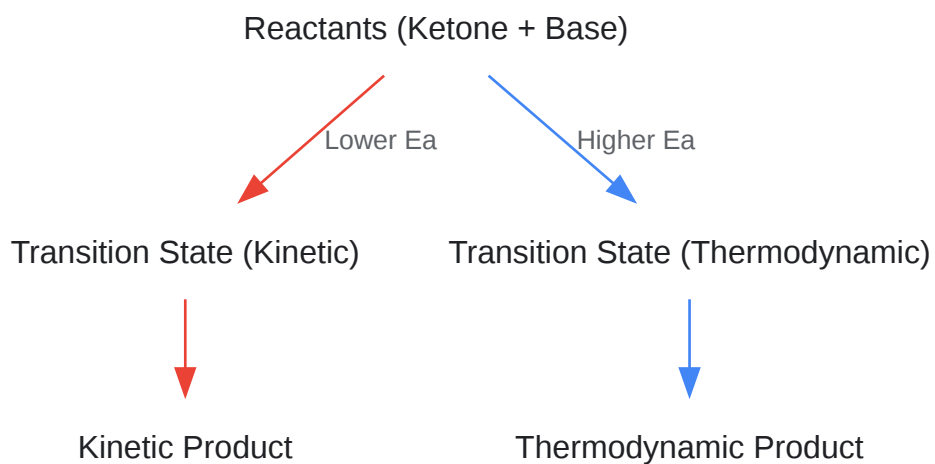 Reactants (Ketone + Base)
Lower Ea
Higher Ea
Transition State (Kinetic)
Transition State (Thermodynamic)
Kinetic Product
Thermodynamic Product